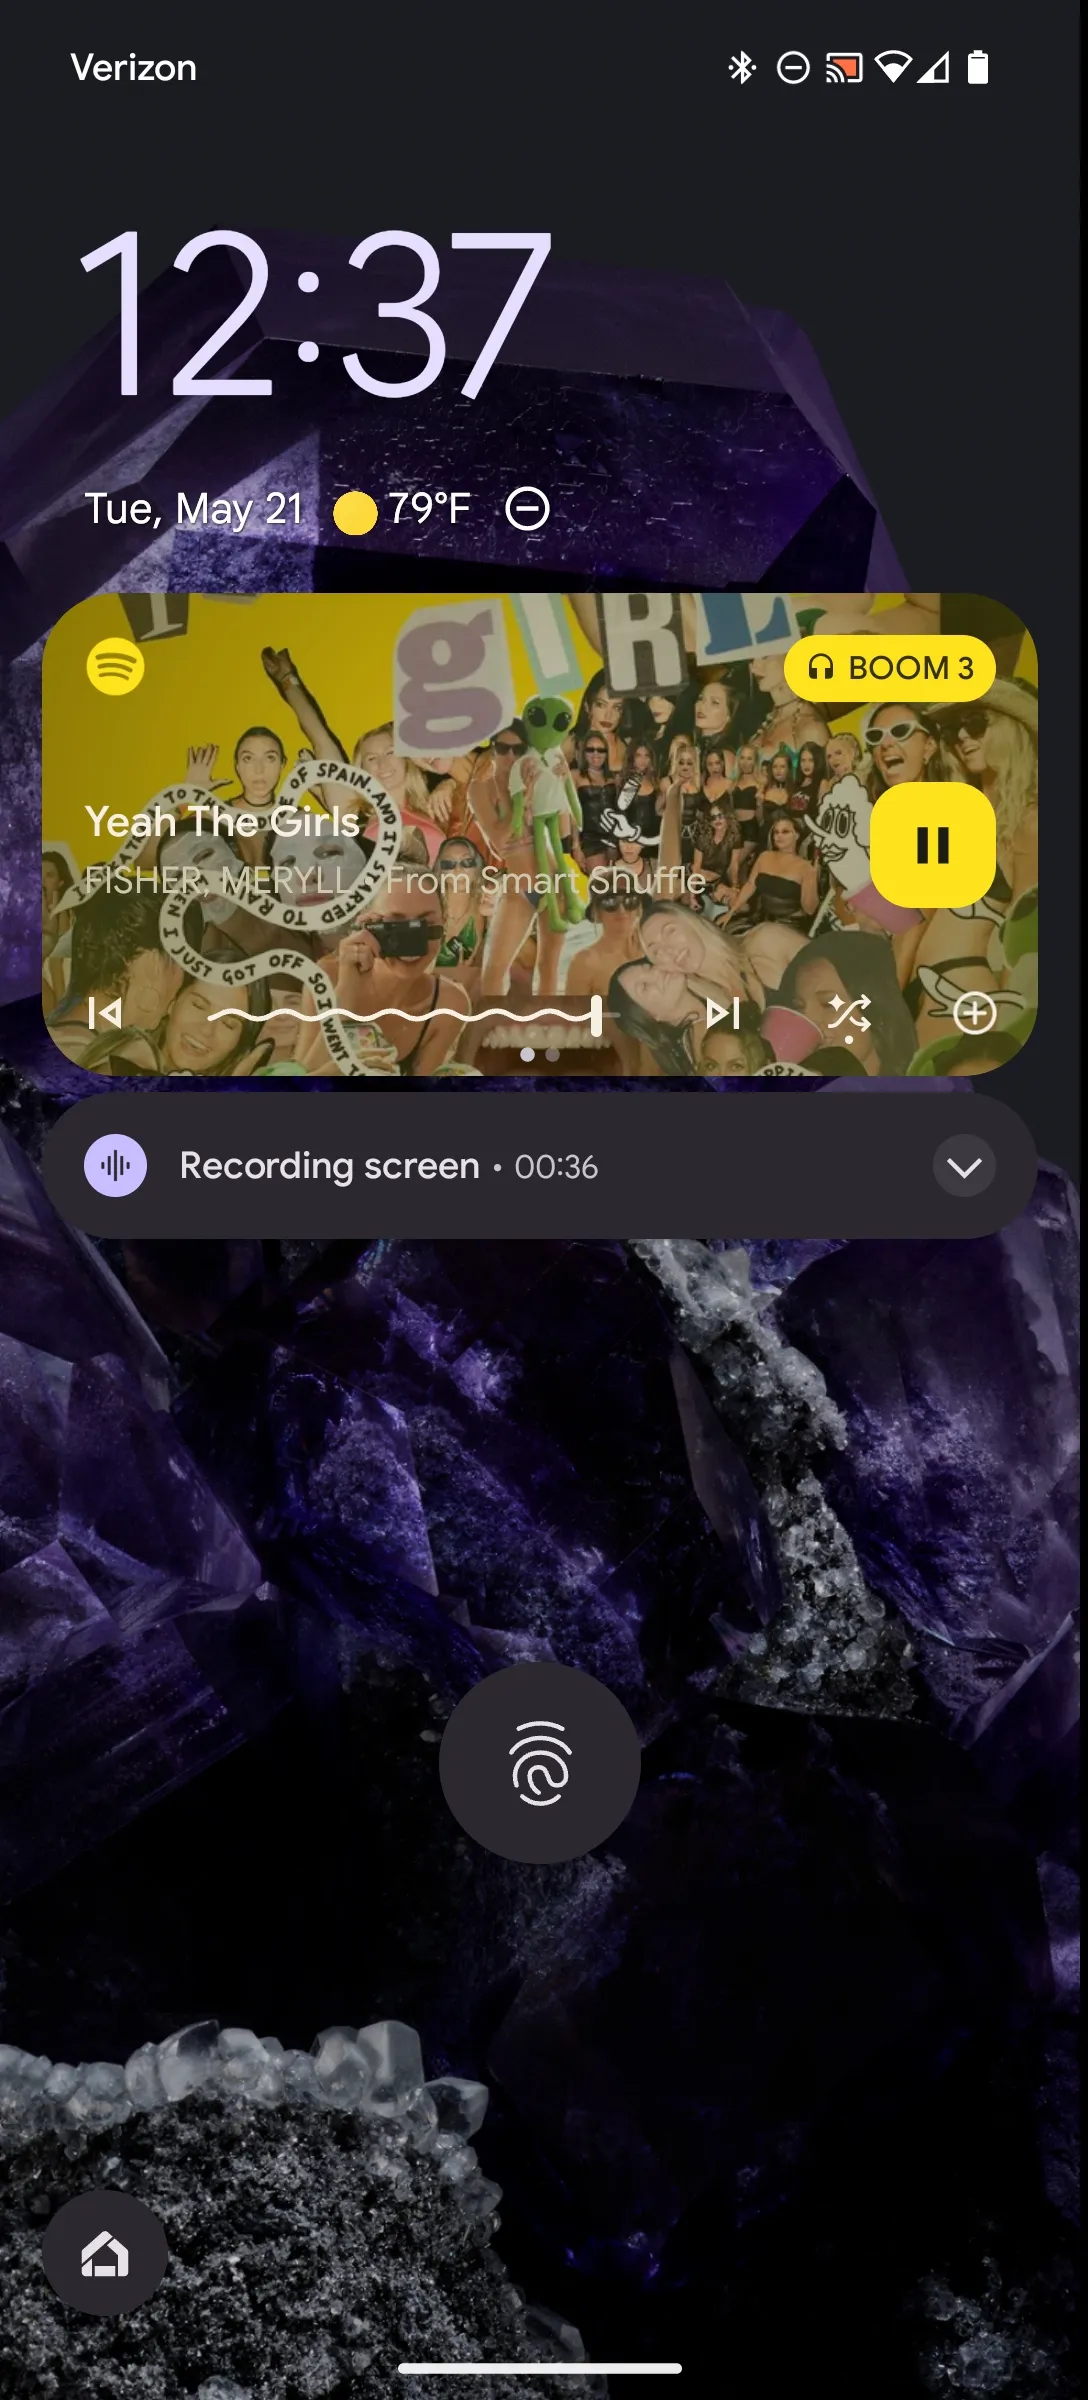 Verizon
12:37
Tue, May 21 79°F
gIRL
BOOM 3
OF SPAIN. AND IT STARTED TO RAIN
Yeah The Girls
FISHER, MERYLL • From Smart Shuffle
JUST GOT OFF SO I WENT TO
Recording screen • 00:36